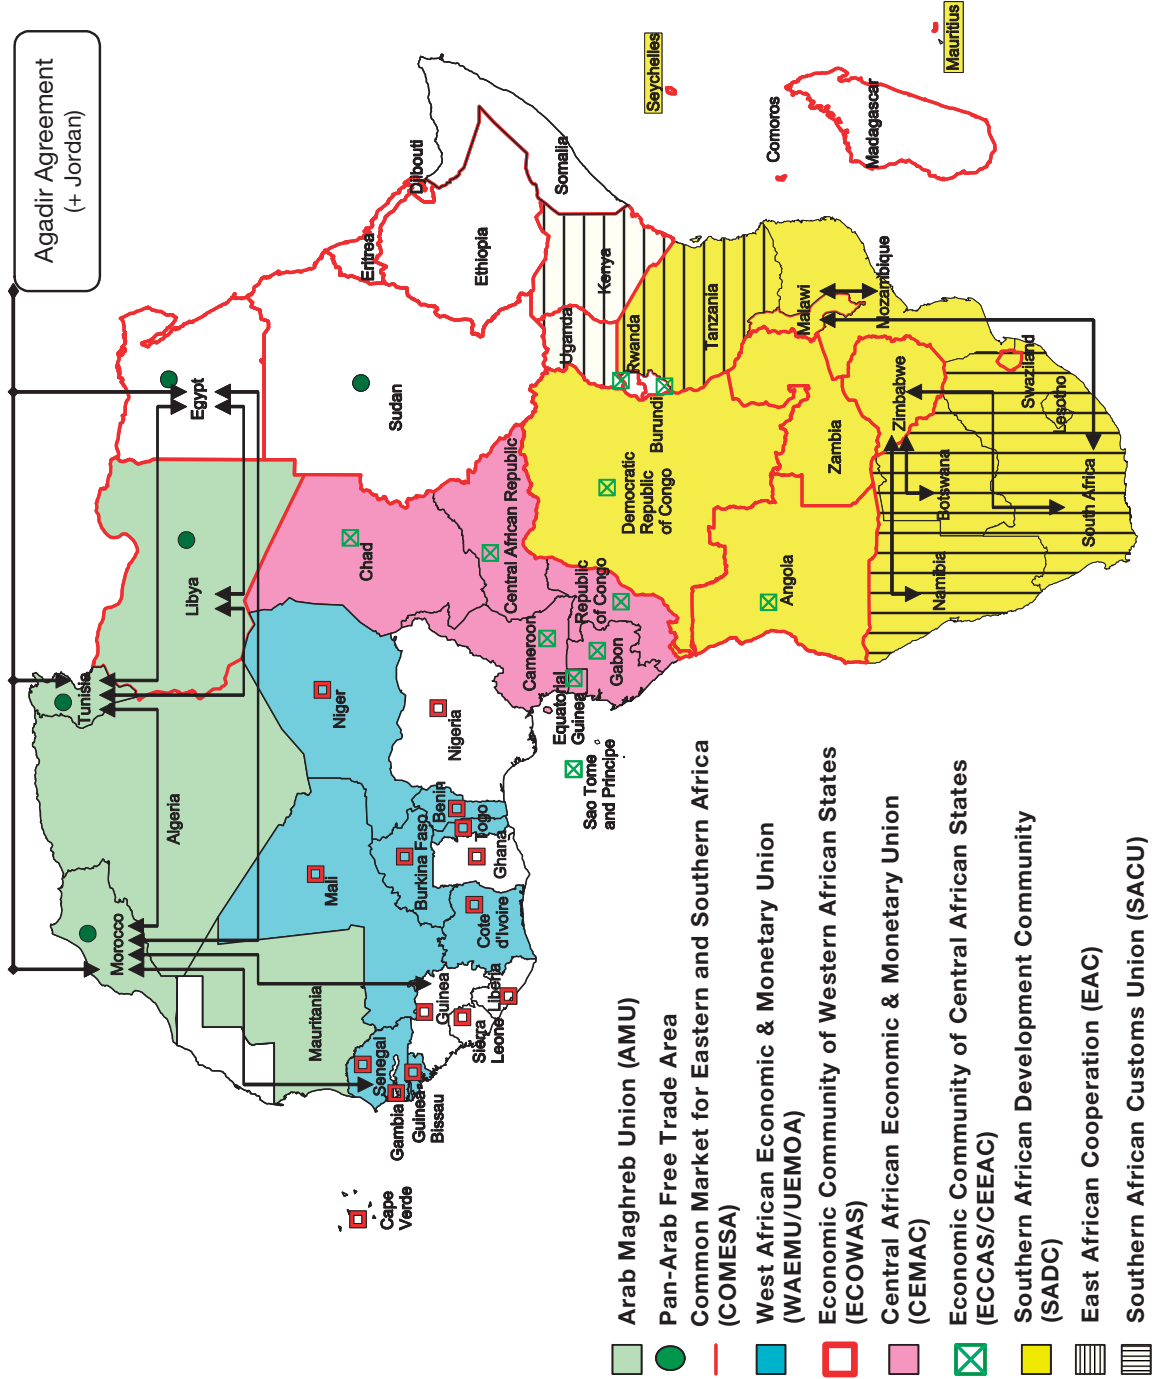 Agadir Agreement
(+ Jordan)
Tunisia
Morocco
Algeria
Libya
Egypt
Mauritania
Mali
Niger
Chad
Sudan
Eritrea
Djibouti
Cape
Verde
Senegal
Gambia
Guinea
Bissau
Guinea
Sierra
Leone
Liberia
Cote
d'Ivoire
Burkina Faso
Ghana
Togo
Benin
Nigeria
Cameroon
Central African Republic
Ethiopia
Somalia
Equatorial
Guinea
Sao Tome
and Principe
Gabon
Republic
of Congo
Democratic
Republic
of Congo
Uganda
Kenya
Rwanda
Burundi
Tanzania
Seychelles
Comoros
Madagascar
Mauritius
Angola
Zambia
Malawi
Mozambique
Zimbabwe
Namibia
Botswana
South Africa
Swaziland
Lesotho
Arab Maghreb Union (AMU)
Pan-Arab Free Trade Area
Common Market for Eastern and Southern Africa
(COMESA)
West African Economic & Monetary Union
(WAEMU/UEMOA)
Economic Community of Western African States
(ECOWAS)
Central African Economic & Monetary Union
(CEMAC)
Economic Community of Central African States
(ECCAS/CEEAC)
Southern African Development Community
(SADC)
East African Cooperation (EAC)
Southern African Customs Union (SACU)